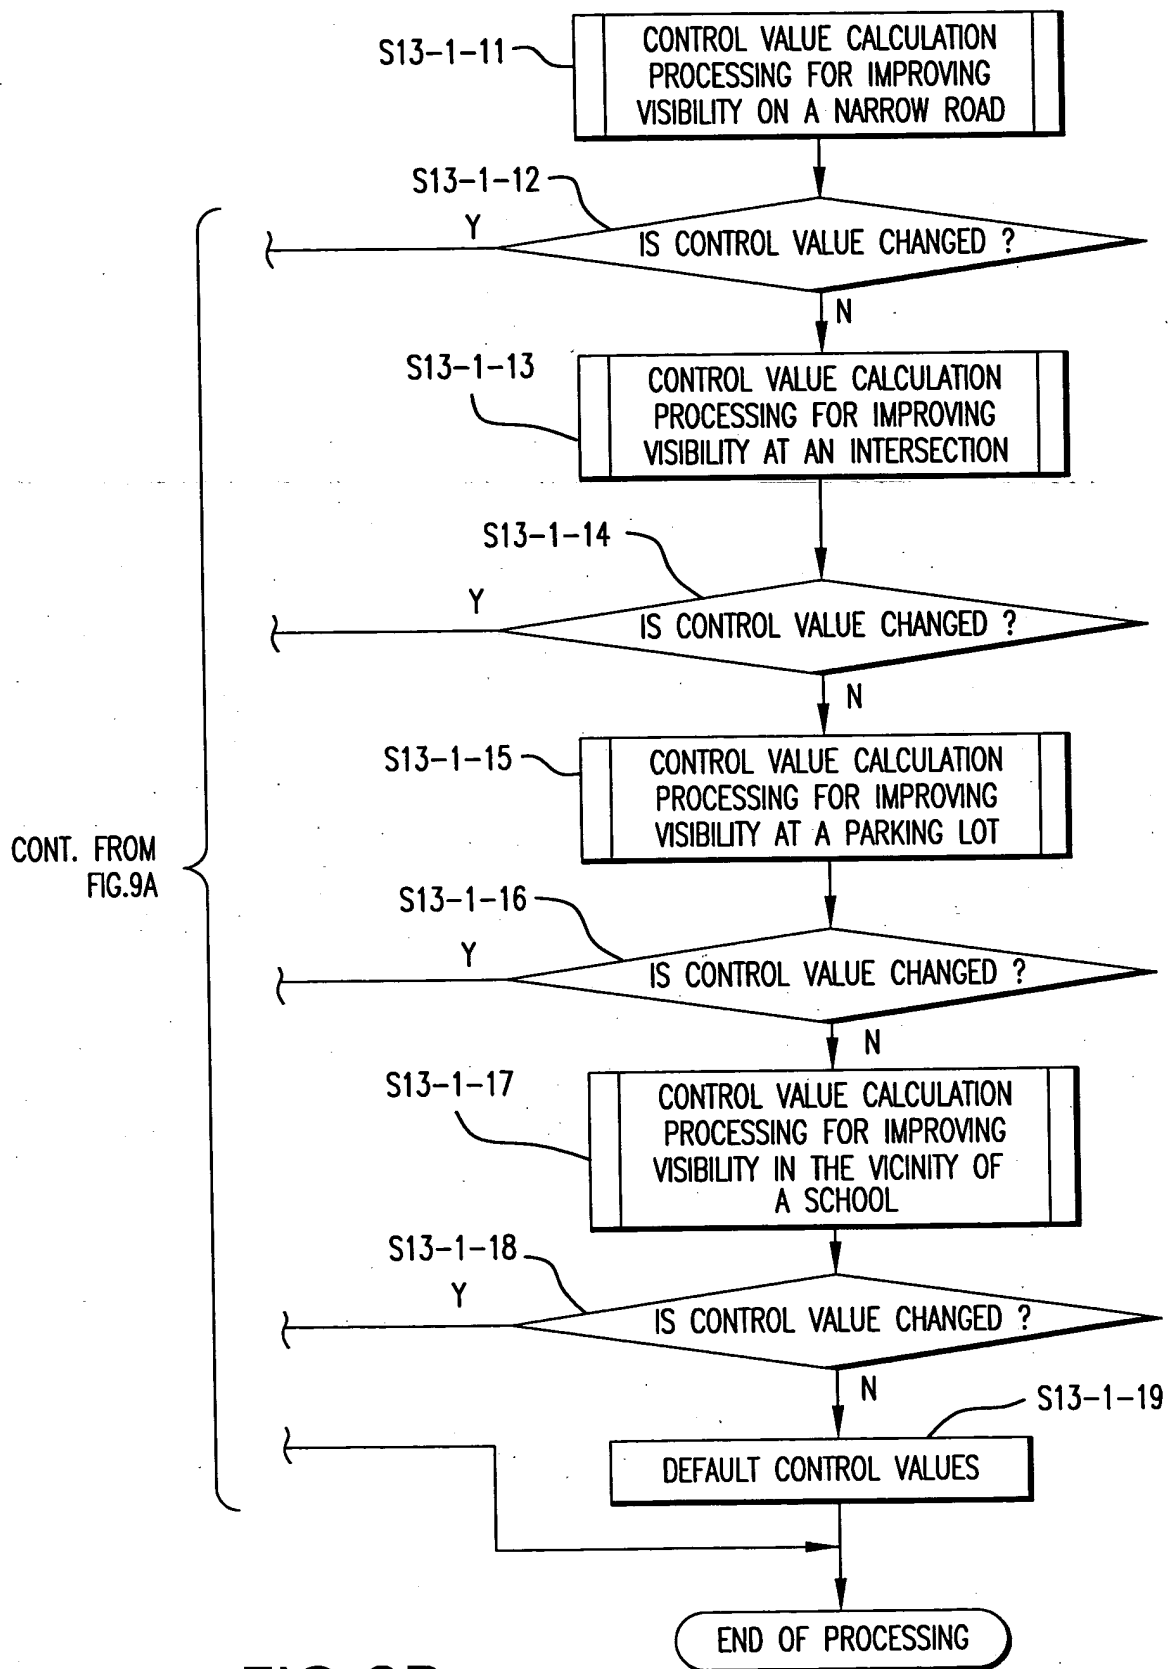 S13-1-11
CONTROL VALUE CALCULATION
PROCESSING FOR IMPROVING
VISIBILITY ON A NARROW ROAD
S13-1-12
Y
IS CONTROL VALUE CHANGED ?
N
S13-1-13
CONTROL VALUE CALCULATION
PROCESSING FOR IMPROVING
VISIBILITY AT AN INTERSECTION
S13-1-14
Y
IS CONTROL VALUE CHANGED ?
N
S13-1-15
CONTROL VALUE CALCULATION
PROCESSING FOR IMPROVING
VISIBILITY AT A PARKING LOT
CONT. FROM
FIG.9A
S13-1-16
Y
IS CONTROL VALUE CHANGED ?
N
S13-1-17
CONTROL VALUE CALCULATION
PROCESSING FOR IMPROVING
VISIBILITY IN THE VICINITY OF
A SCHOOL
S13-1-18
Y
IS CONTROL VALUE CHANGED ?
N
S13-1-19
DEFAULT CONTROL VALUES
END OF PROCESSING